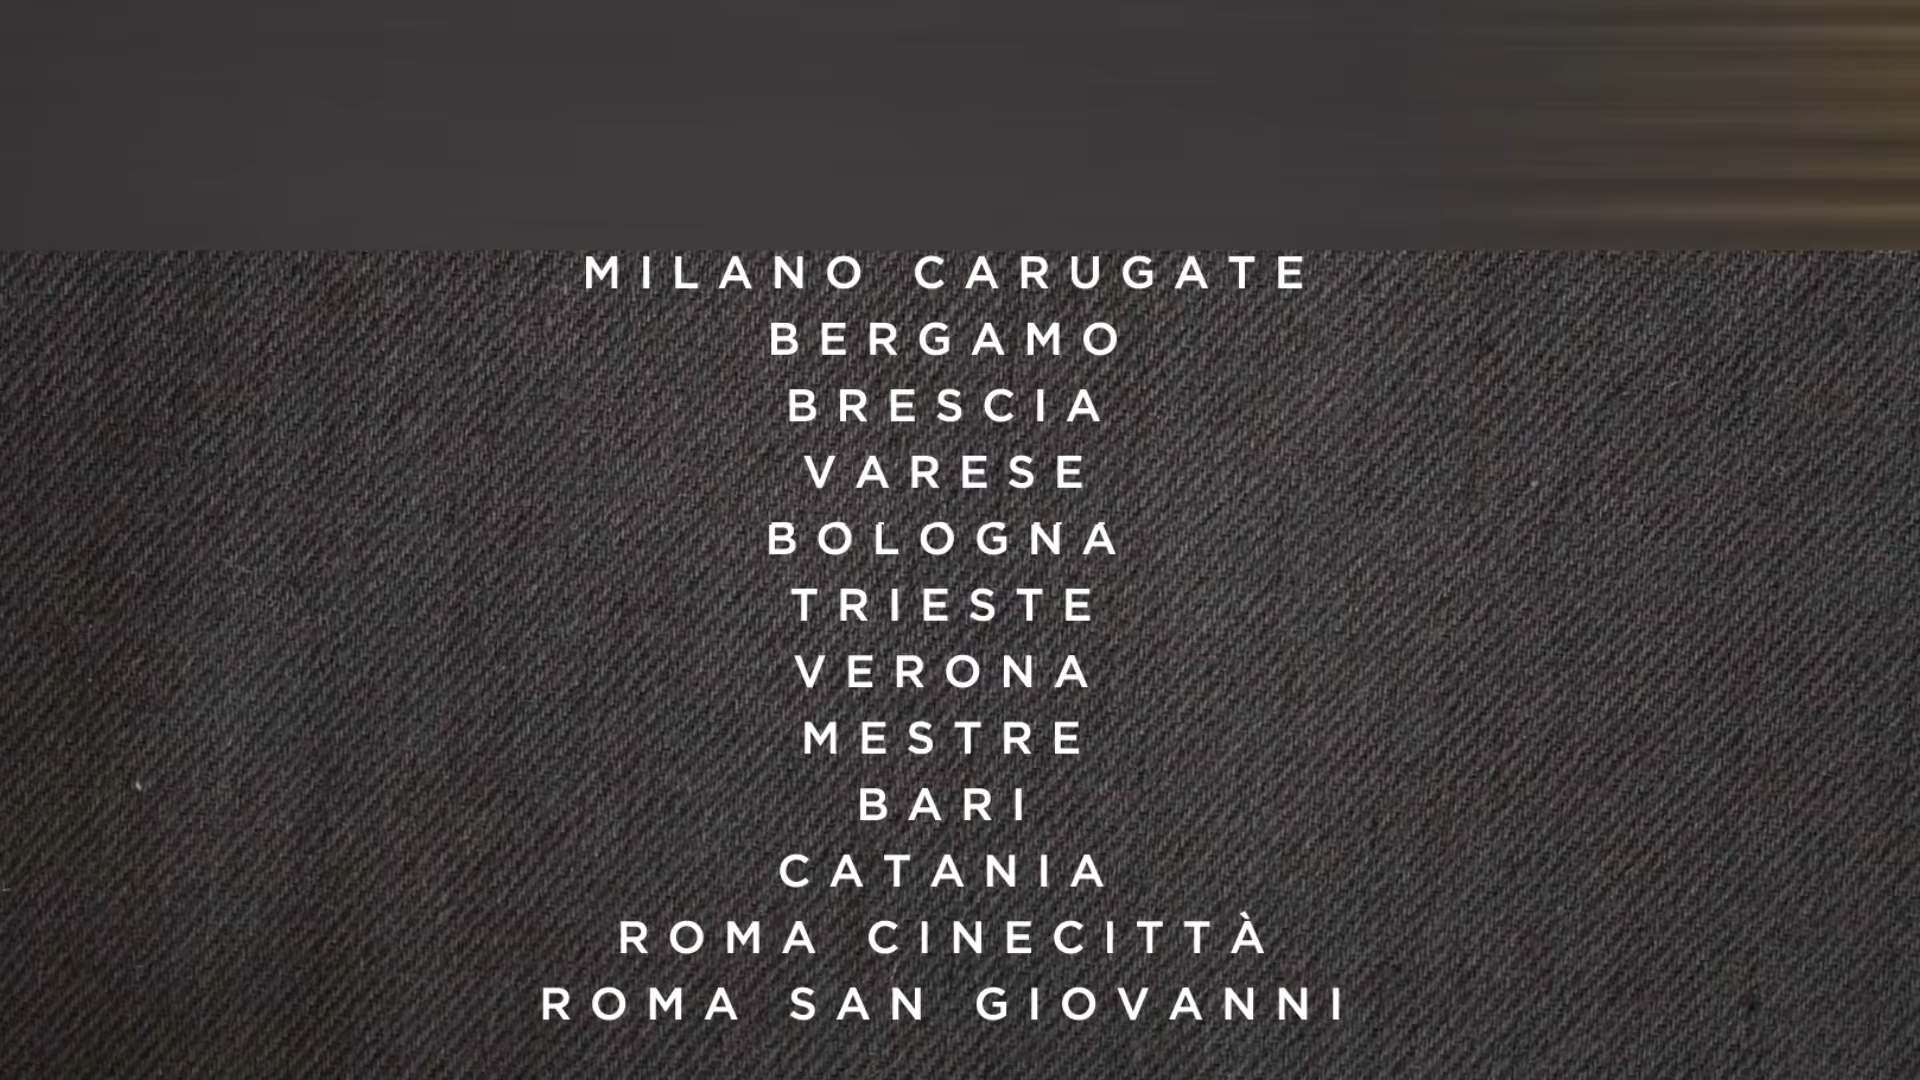 MILANO CARUGATE
BERGAMO
BRESCIA
VARESE
BOLOGNA
TRIESTE
VERONA
MESTRE
BARI
CATANIA
ROMA CINECITTÀ
ROMA SAN GIOVANNI